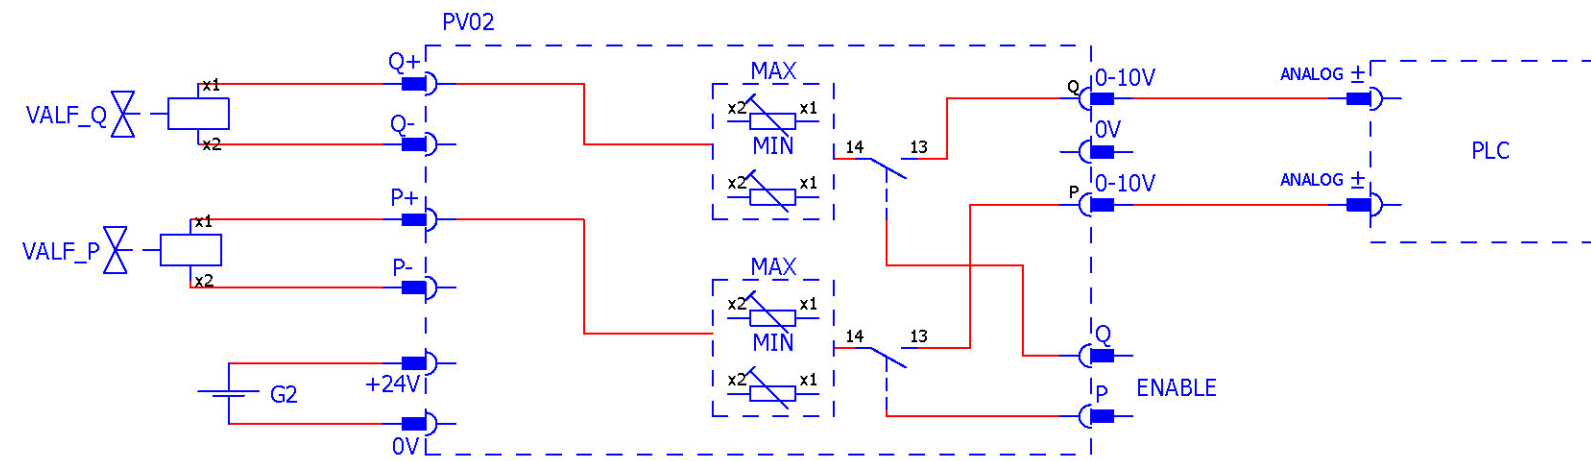 PV02
Q+
MAX
0-10V
ANALOG ±
x1
Q
VALF_Q
x2 x1
Q-
0V
x2
MIN
14 13
PLC
x2 x1
0-10V
ANALOG ±
P+
P
x1
VALF_P
P-
MAX
x2
x2 x1
MIN
14 13
Q
+24V
G2
x2 x1
P
ENABLE
0V